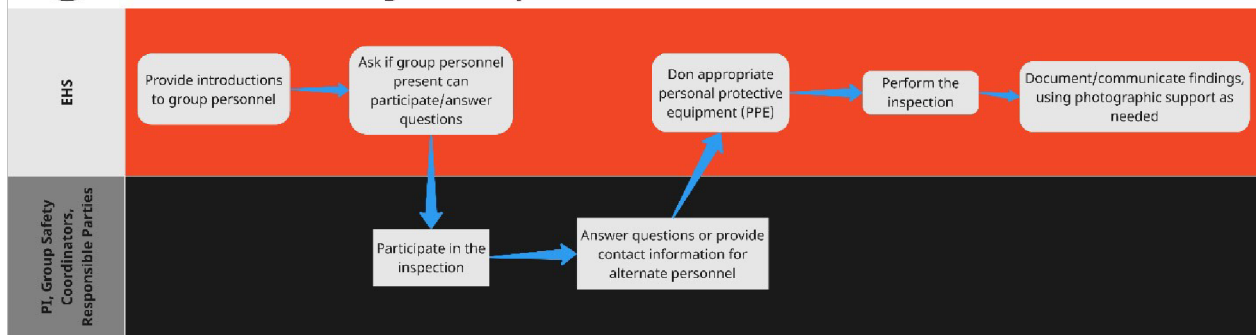 EHS
Provide introductions
to group personnel
Ask if group personnel
present can
participate/answer
questions
Don appropriate
personal protective
equipment (PPE)
Perform the
inspection
Document/communicate findings,
using photographic support as
needed
PI, Group Safety
Coordinators,
Responsible Parties
Participate in the
inspection
Answer questions or provide
contact information for
alternate personnel